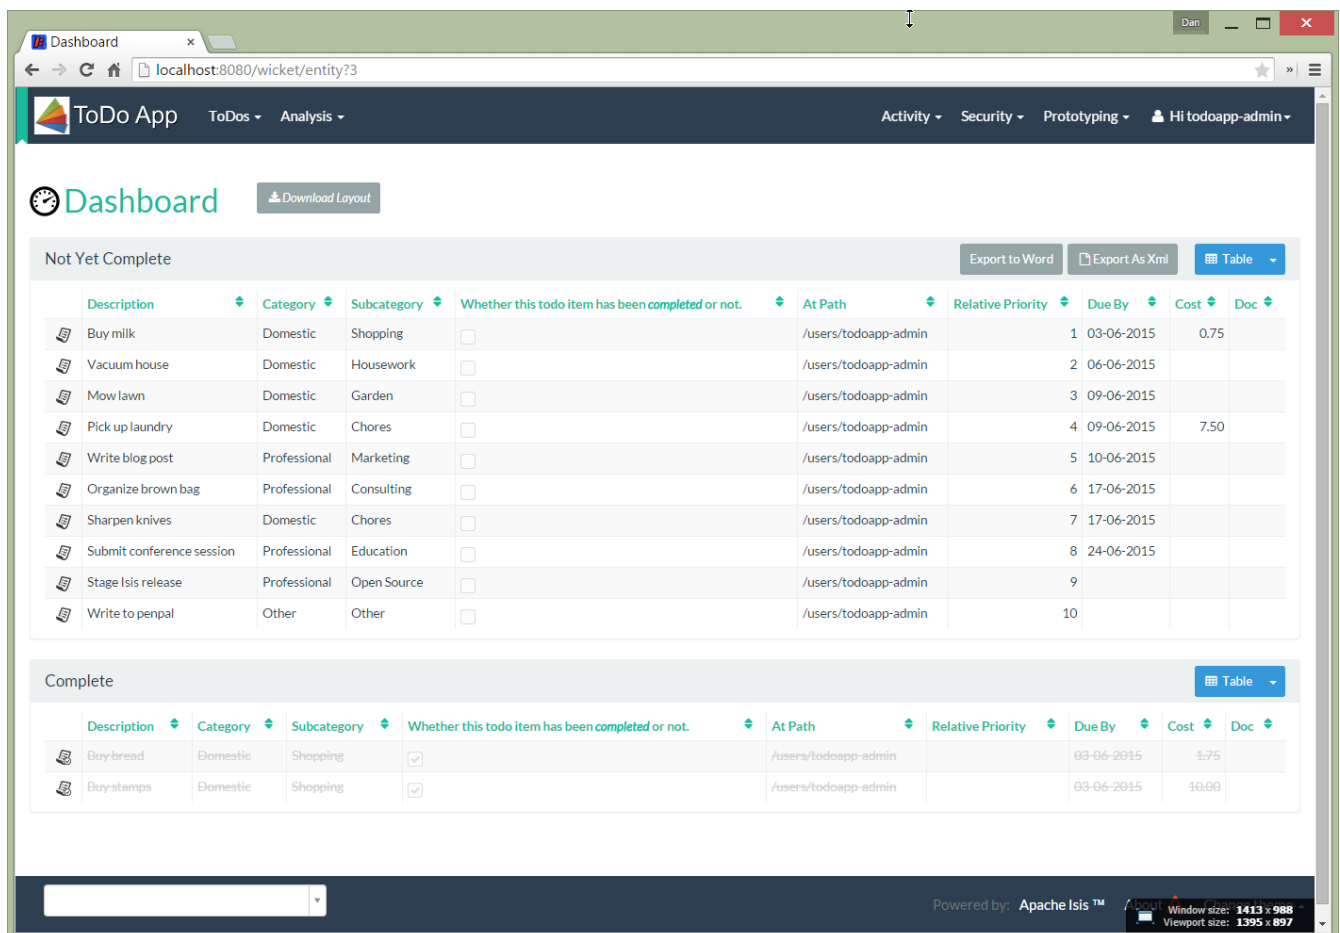 Dan
Dashboard
localhost:8080/wicket/entity?3
ToDo App ToDos Analysis Activity Security Prototyping Hi todoapp-admin
Dashboard Download Layout
Not Yet Complete Export to Word Export As Xml Table
Description Category Subcategory Whether this todo item has been completed or not. At Path Relative Priority Due By Cost Doc
Buy milk Domestic Shopping /users/todoapp-admin 1 03-06-2015 0.75
Vacuum house Domestic Housework /users/todoapp-admin 2 06-06-2015
Mow lawn Domestic Garden /users/todoapp-admin 3 09-06-2015
Pick up laundry Domestic Chores /users/todoapp-admin 4 09-06-2015 7.50
Write blog post Professional Marketing /users/todoapp-admin 5 10-06-2015
Organize brown bag Professional Consulting /users/todoapp-admin 6 17-06-2015
Sharpen knives Domestic Chores /users/todoapp-admin 7 17-06-2015
Submit conference session Professional Education /users/todoapp-admin 8 24-06-2015
Stage Isis release Professional Open Source /users/todoapp-admin 9
Write to penpal Other Other /users/todoapp-admin 10
Complete Table
Description Category Subcategory Whether this todo item has been completed or not. At Path Relative Priority Due By Cost Doc
Buy bread Domestic Shopping /users/todoapp-admin 03-06-2015 1.75
Buy stamps Domestic Shopping /users/todoapp-admin 03-06-2015 10.00
Powered by: Apache Isis ™ About Change theme
Window size: 1413 x 988
Viewport size: 1395 x 897